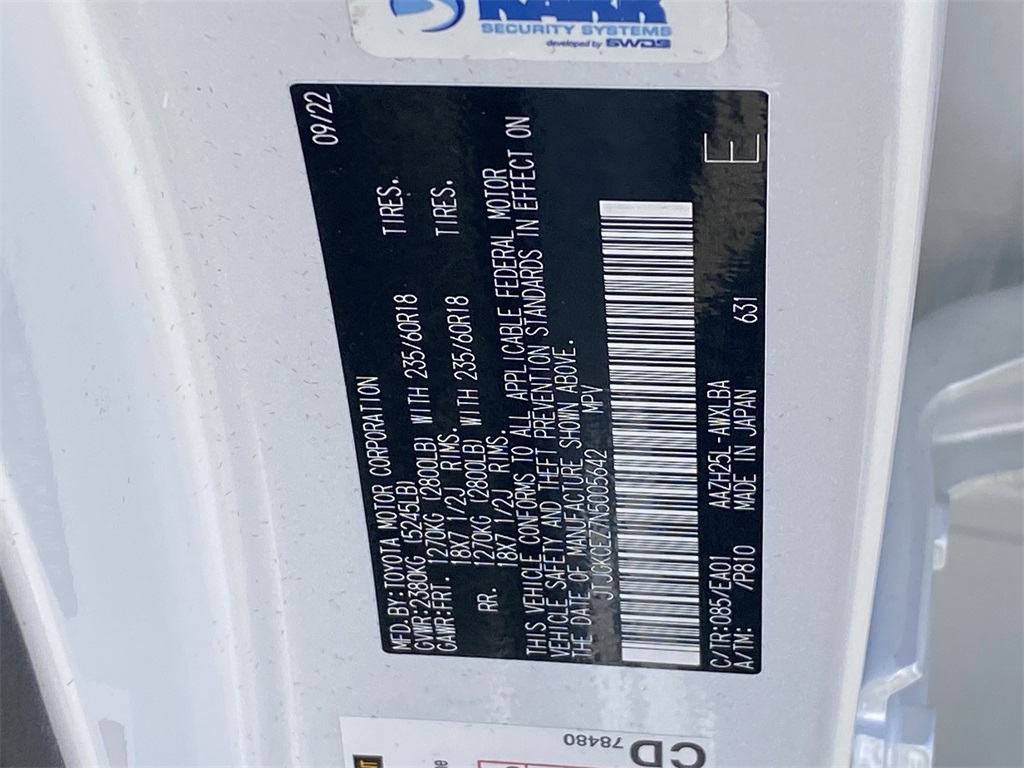 KARR
SECURITY SYSTEMS
developed by SWDS
09/22
MFD.BY:TOYOTA MOTOR CORPORATION
GVWR:2380KG (5245LB)
GAWR:FRT. 1270KG (2800LB) WITH 235/60R18 TIRES.
18X7 1/2J RIMS.
RR. 1270KG (2800LB) WITH 235/60R18 TIRES.
18X7 1/2J RIMS.
THIS VEHICLE CONFORMS TO ALL APPLICABLE FEDERAL MOTOR
VEHICLE SAFETY AND THEFT PREVENTION STANDARDS IN EFFECT ON
THE DATE OF MANUFACTURE SHOWN ABOVE.
JTJCKCEZ7N5005642 MPV
C/TR:085/EA01 AAZH25L-AWXLBA
A/TM: /P810 MADE IN JAPAN 631
E
CD
78480